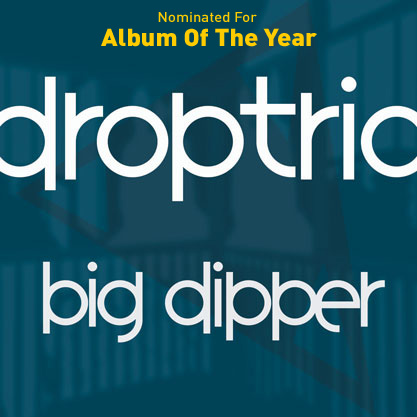 Nominated For
Album Of The Year
droptrio
big dipper